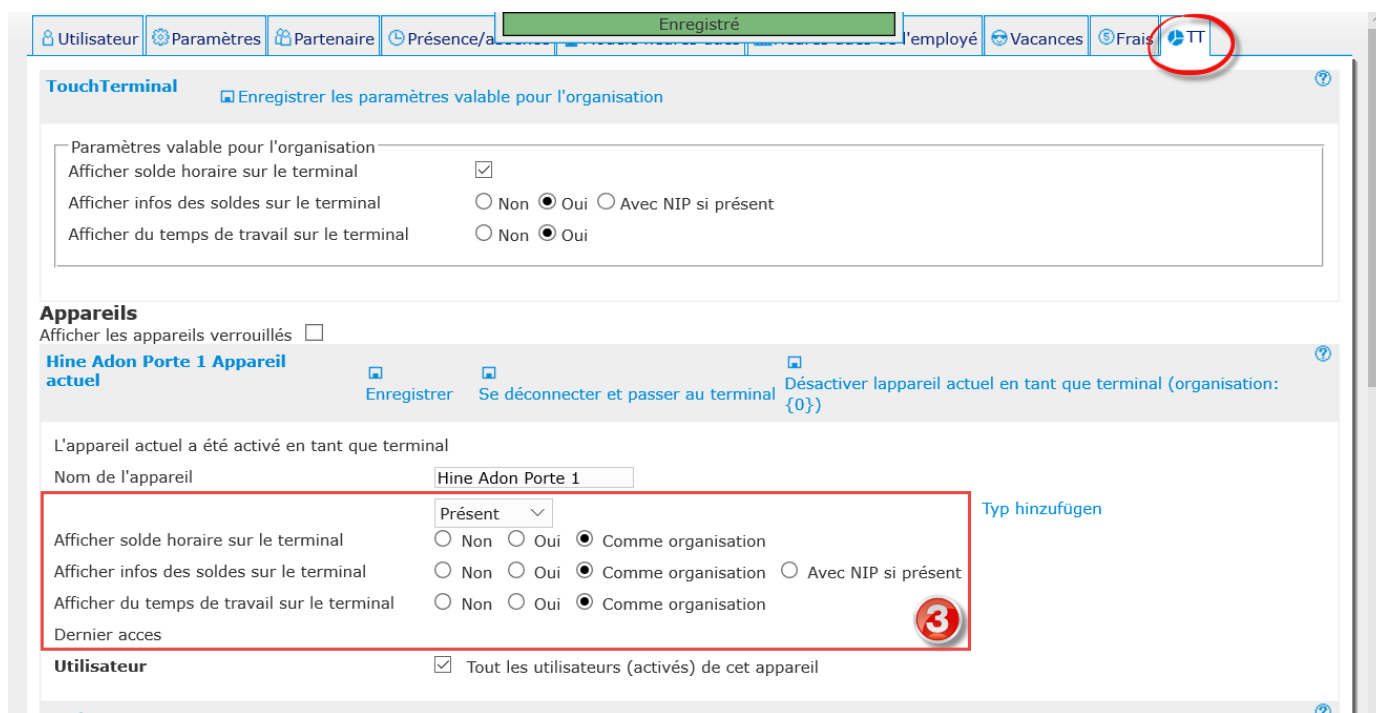 Enregistré
Utilisateur Paramètres Partenaire Présence/a l'employé Vacances Frais TT
TouchTerminal Enregistrer les paramètres valable pour l'organisation
Paramètres valable pour l'organisation
Afficher solde horaire sur le terminal
Afficher infos des soldes sur le terminal Non Oui Avec NIP si présent
Afficher du temps de travail sur le terminal Non Oui
Appareils
Afficher les appareils verrouillés
Hine Adon Porte 1 Appareil
actuel
Enregistrer Se déconnecter et passer au terminal Désactiver lappareil actuel en tant que terminal (organisation:
{0})
L'appareil actuel a été activé en tant que terminal
Nom de l'appareil Hine Adon Porte 1
Présent Typ hinzufügen
Afficher solde horaire sur le terminal Non Oui Comme organisation
Afficher infos des soldes sur le terminal Non Oui Comme organisation Avec NIP si présent
Afficher du temps de travail sur le terminal Non Oui Comme organisation
3
Dernier acces
Utilisateur Tout les utilisateurs (activés) de cet appareil